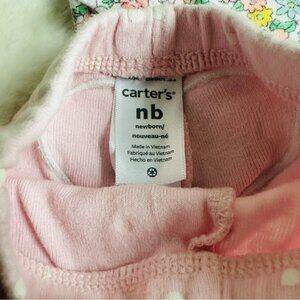 carter's®
nb
newborn/
nouveau-né
Made in Vietnam
Fabriqué au Vietnam
Hecho en Vietnam